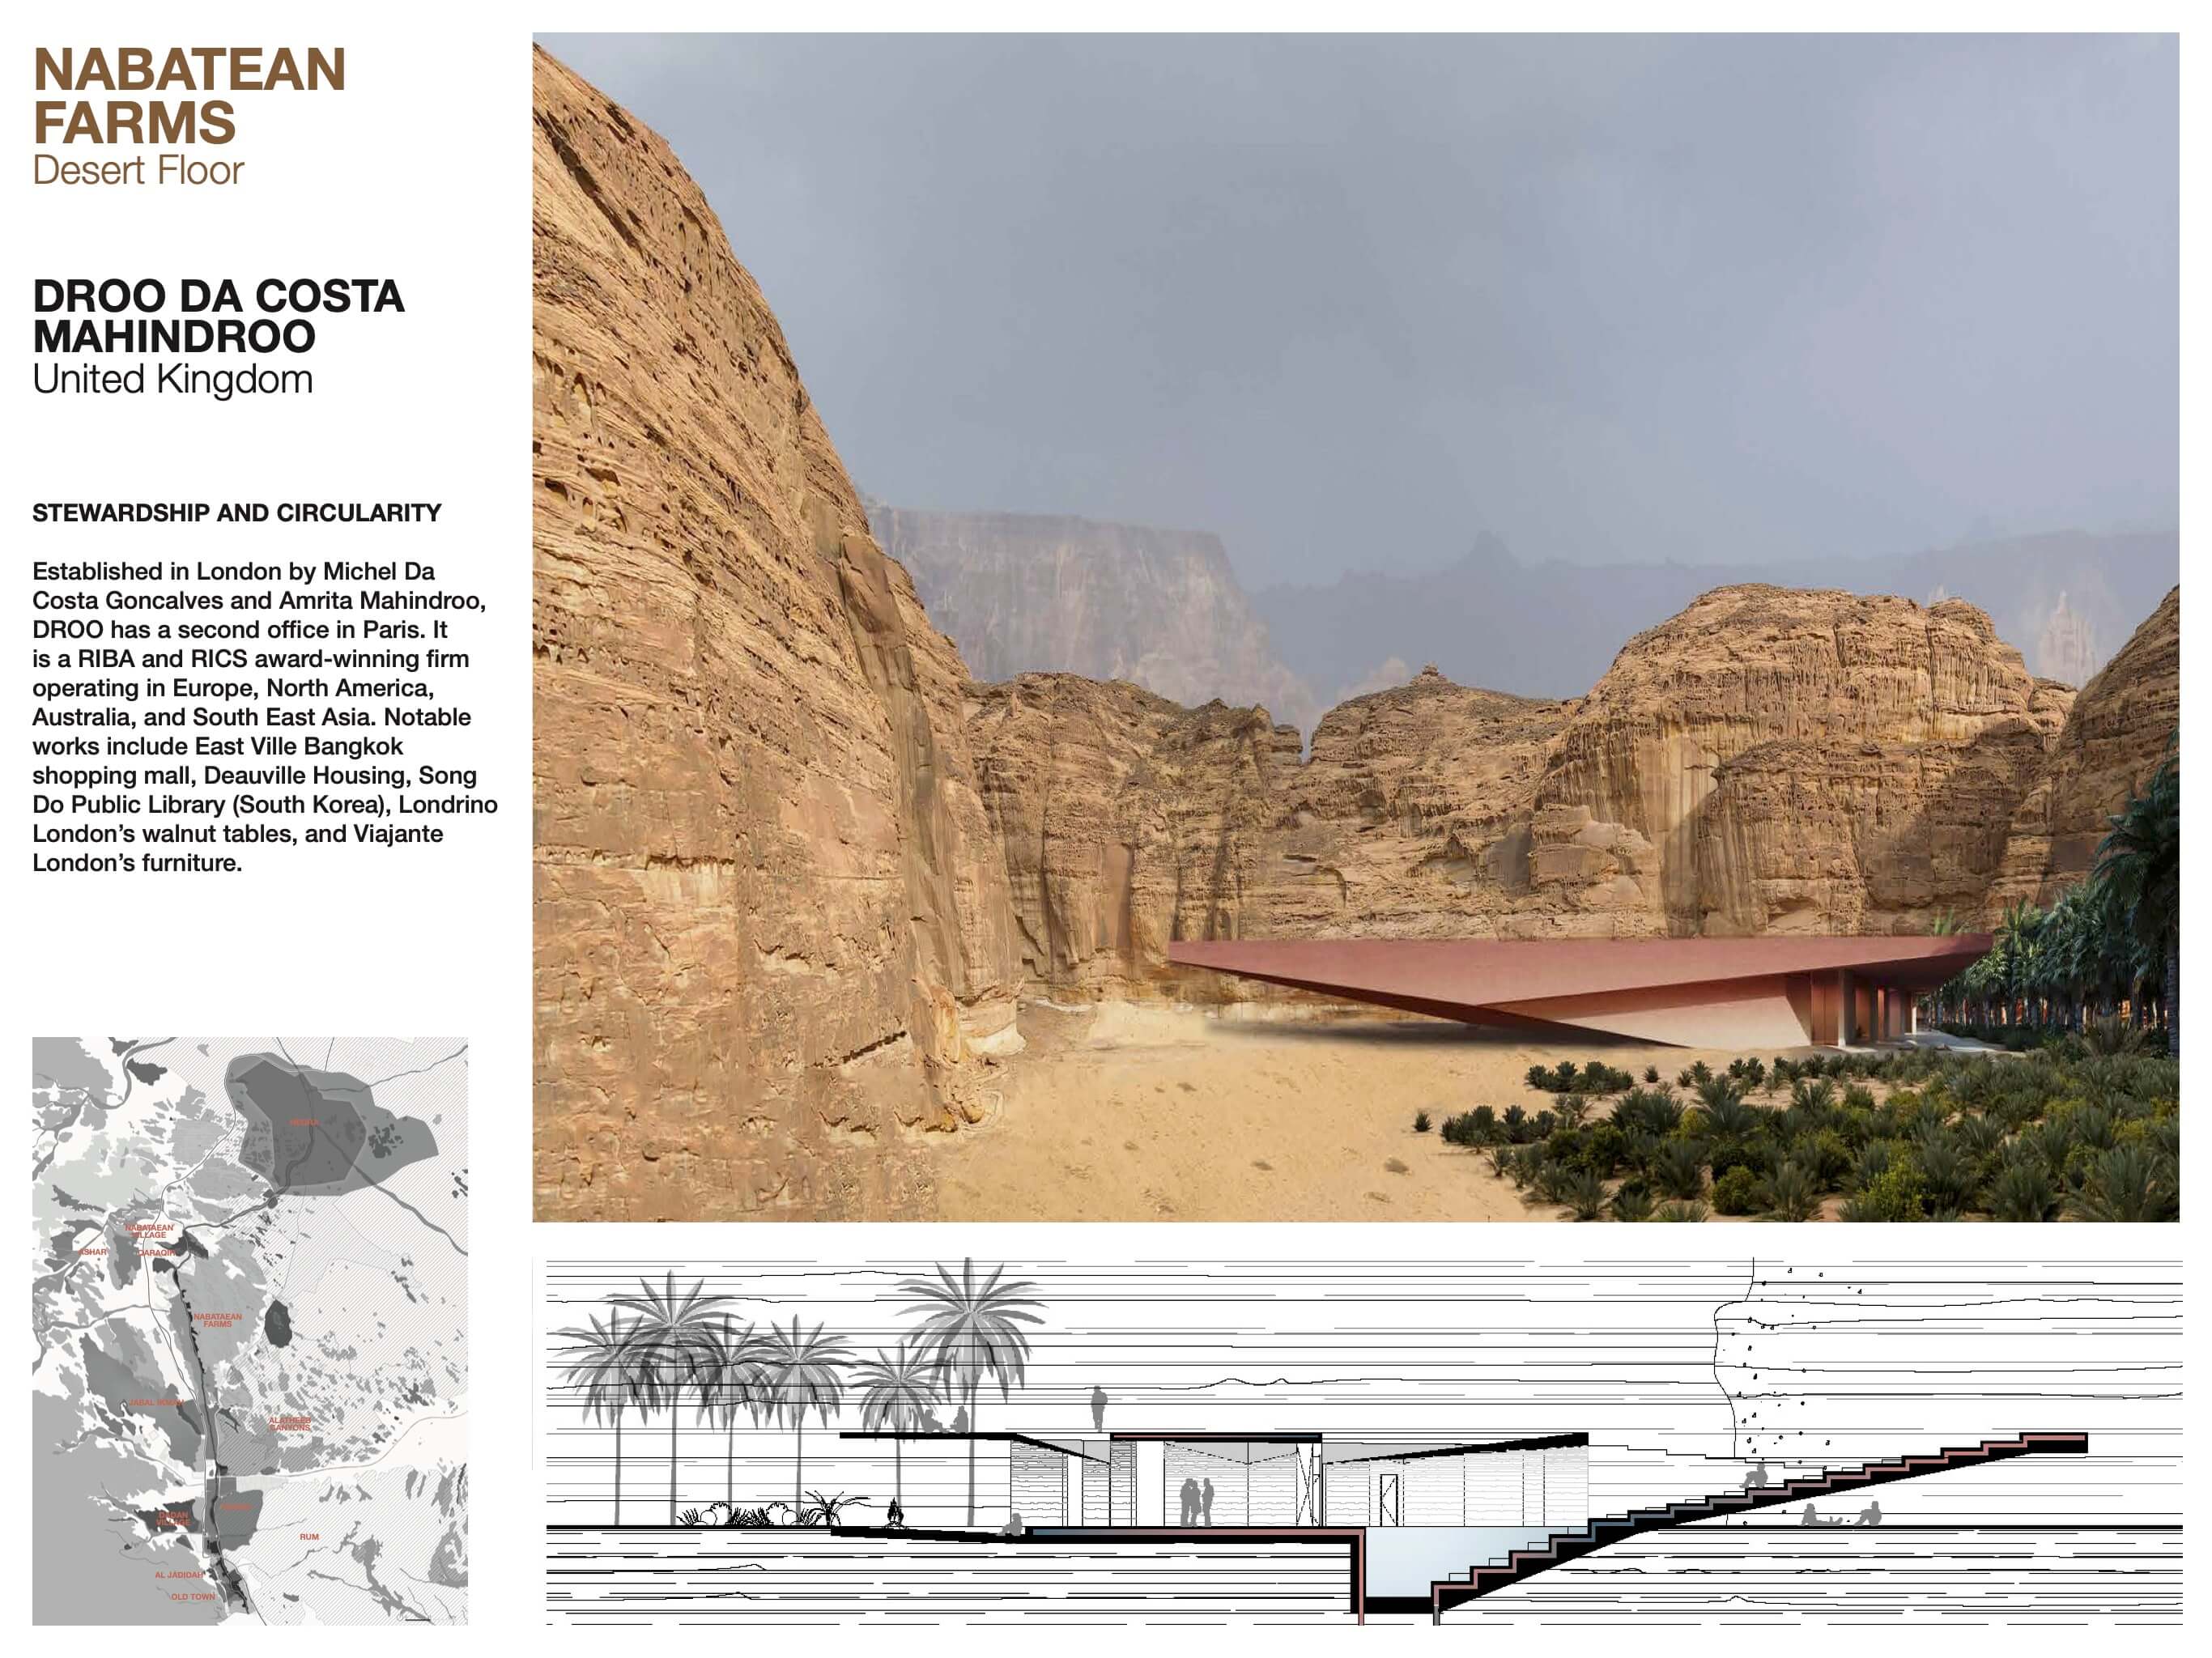 NABATEAN
FARMS
Desert Floor
DROO DA COSTA
MAHINDROO
United Kingdom
STEWARDSHIP AND CIRCULARITY
Established in London by Michel Da
Costa Goncalves and Amrita Mahindroo,
DROO has a second office in Paris. It
is a RIBA and RICS award-winning firm
operating in Europe, North America,
Australia, and South East Asia. Notable
works include East Ville Bangkok
shopping mall, Deauville Housing, Song
Do Public Library (South Korea), Londrino
London’s walnut tables, and Viajante
London’s furniture.
HEGRA
NABATAEAN
VILLAGE
ASHAR
QARAQIR
NABATAEAN
FARMS
JABAL
ALATHEEB
CANYONS
DADAN
VILLAGE
RUM
AL JADIDAH
OLD TOWN